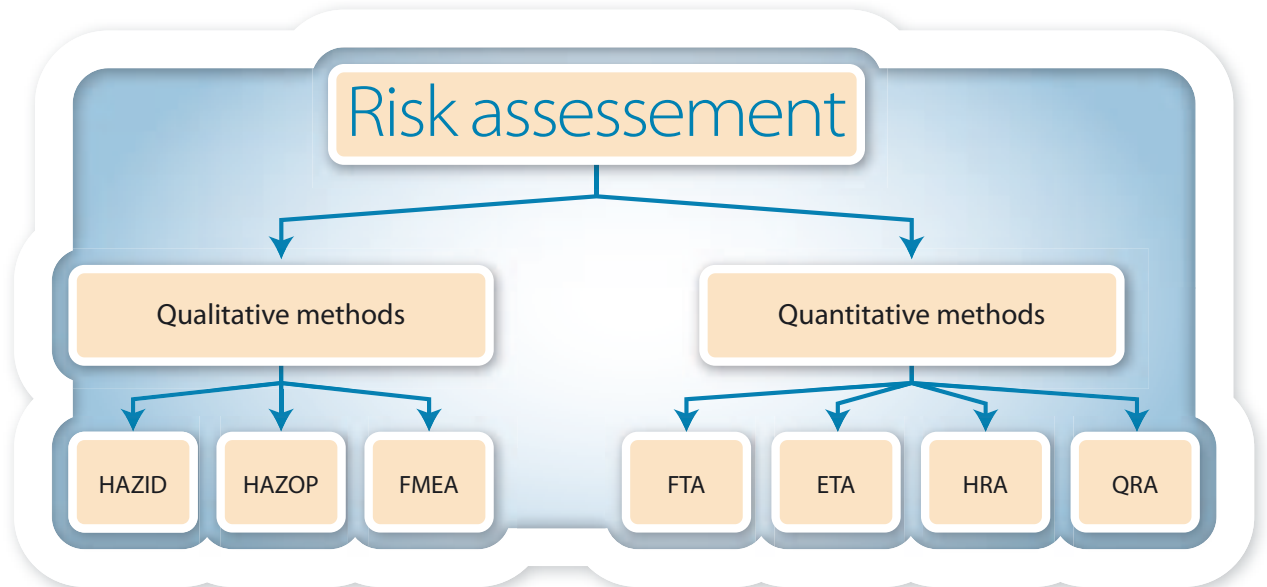 Risk assessement
Qualitative methods
Quantitative methods
HAZID
HAZOP
FMEA
FTA
ETA
HRA
QRA